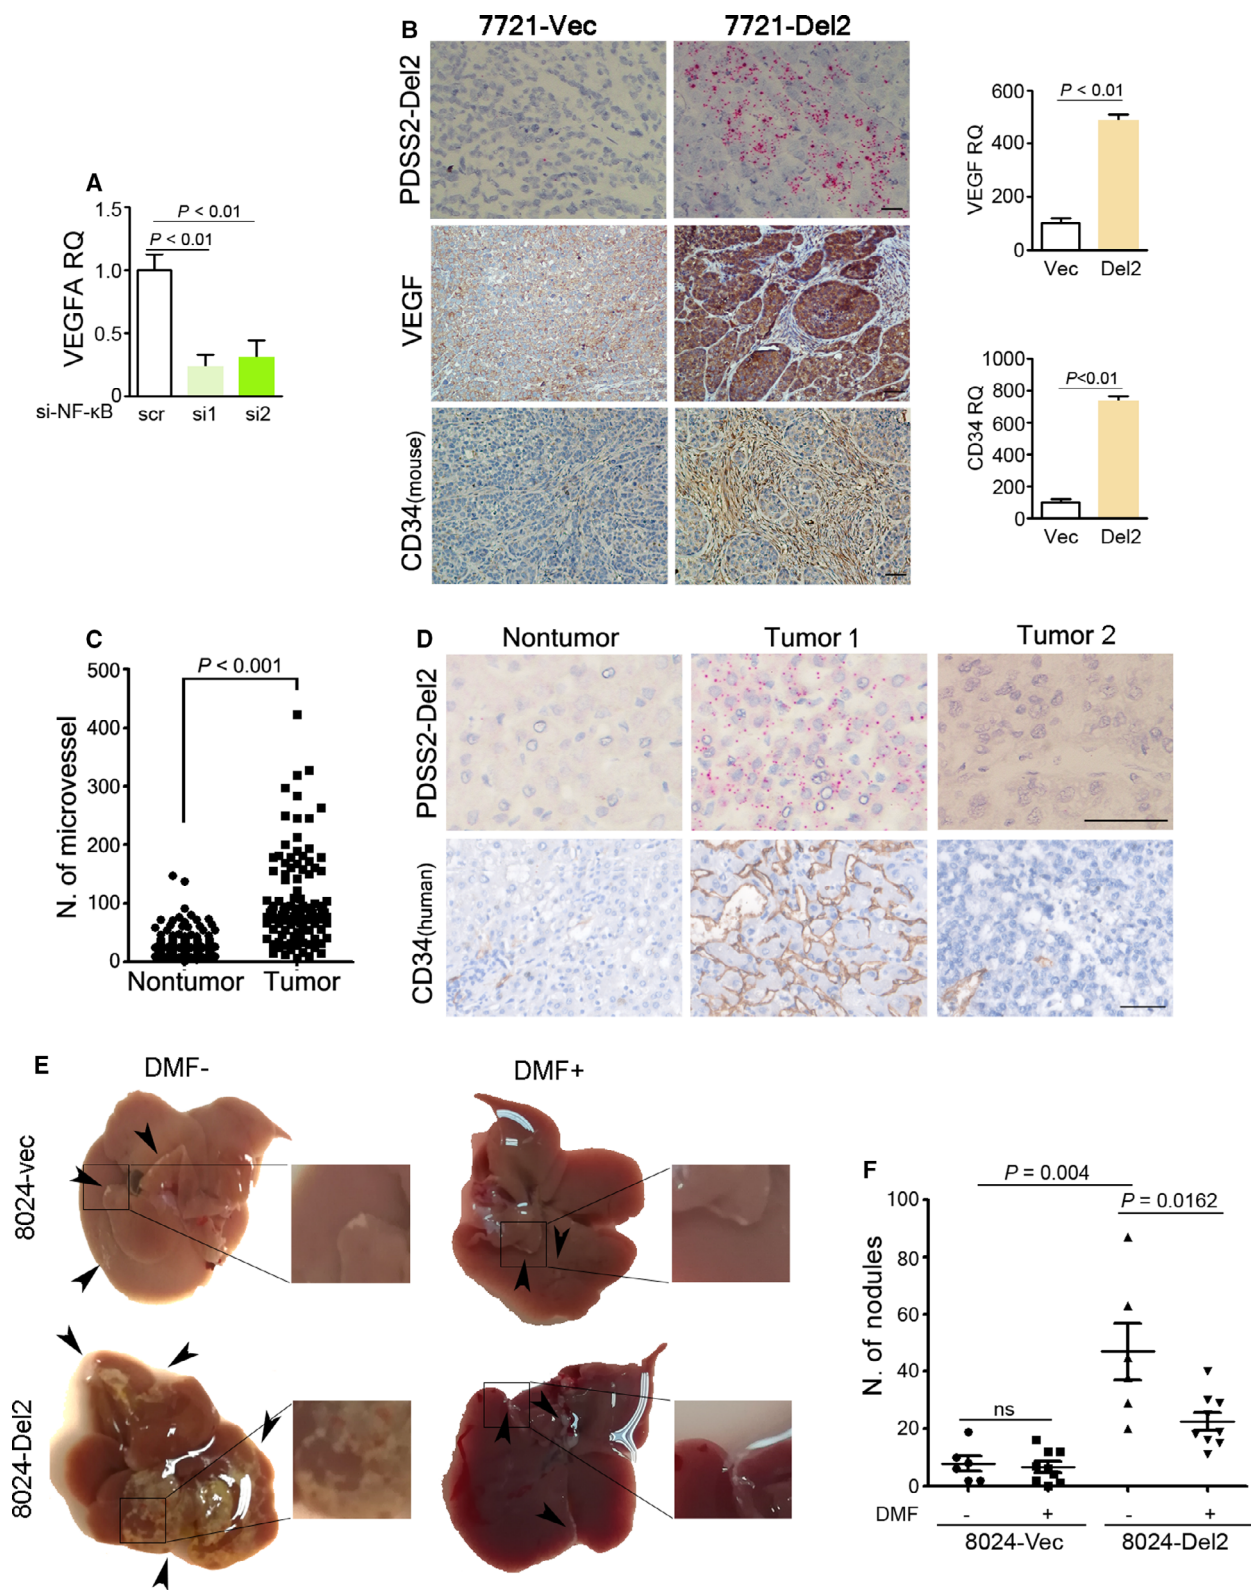 A
P < 0.01
P < 0.01
VEGFA RQ
1.5
1.0
0.5
0
si-NF-κB
scr si1 si2
B
7721-Vec 7721-Del2
PDSS2-Del2
VEGF
CD34(mouse)
P < 0.01
VEGF RQ
600
400
200
0
Vec Del2
P<0.01
CD34 RQ
1000
800
600
400
200
0
Vec Del2
C
P < 0.001
N. of microvessel
500
400
300
200
100
0
Nontumor Tumor
D
Nontumor Tumor 1 Tumor 2
PDSS2-Del2
CD34(human)
E
DMF- DMF+
8024-vec
8024-Del2
F
P = 0.004
P = 0.0162
N. of nodules
100
80
60
40
20
0
ns
DMF - + - +
8024-Vec 8024-Del2